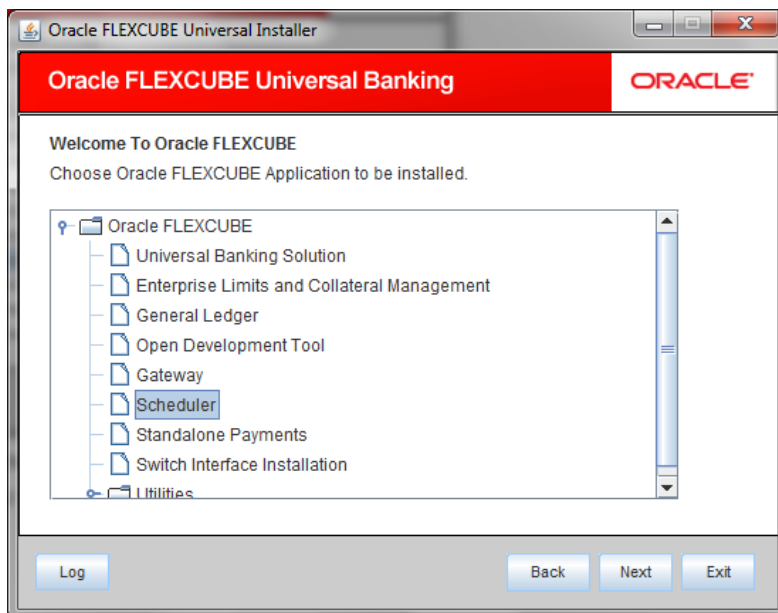 Oracle FLEXCUBE Universal Installer
Oracle FLEXCUBE Universal Banking
ORACLE
Welcome To Oracle FLEXCUBE
Choose Oracle FLEXCUBE Application to be installed.
Oracle FLEXCUBE
Universal Banking Solution
Enterprise Limits and Collateral Management
General Ledger
Open Development Tool
Gateway
Scheduler
Standalone Payments
Switch Interface Installation
Utilities
Log Back Next Exit